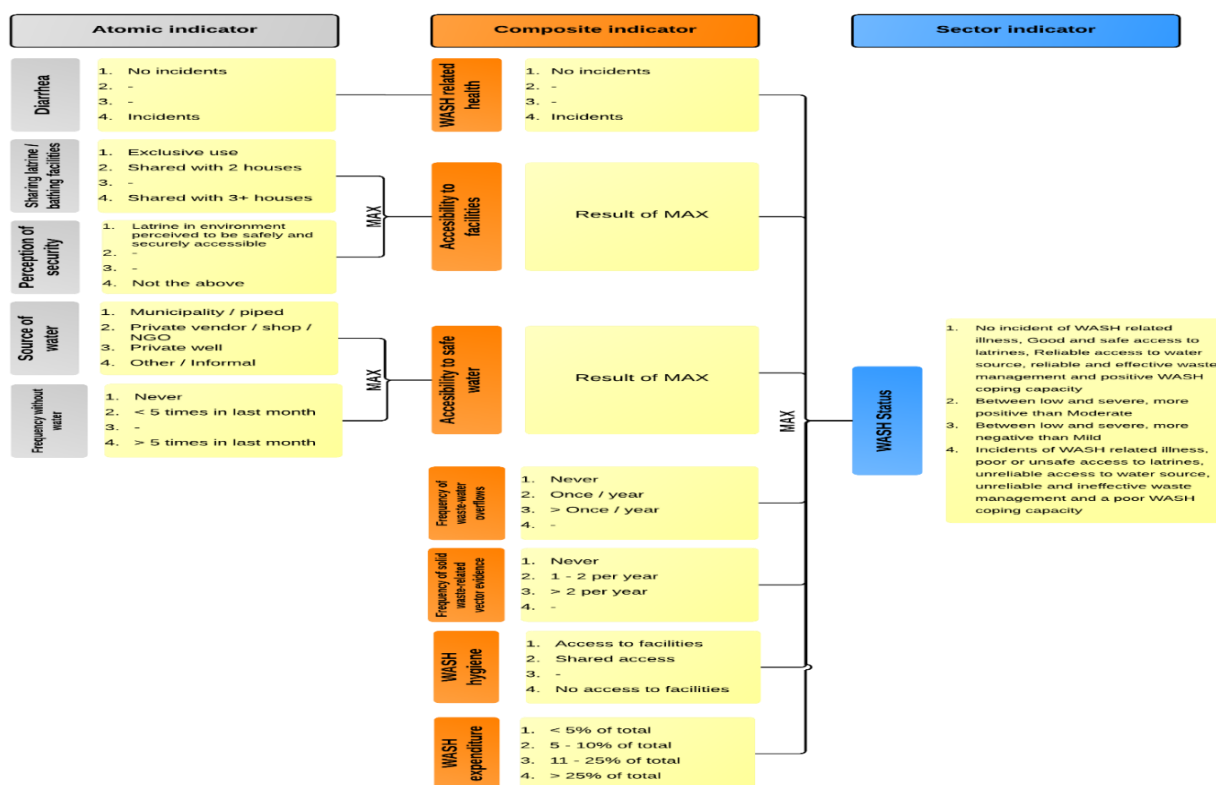 Atomic indicator
Composite indicator
Sector indicator
Diarrhea
1. No incidents
2. -
3. -
4. Incidents
WASH related
health
1. No incidents
2. -
3. -
4. Incidents
Sharing latrine /
bathing facilities
1. Exclusive use
2. Shared with 2 houses
3. -
4. Shared with 3+ houses
Perception of
security
1. Latrine in environment
perceived to be safely and
securely accessible
2. -
3. -
4. Not the above
MAX
Accesibility to
facilities
Result of MAX
Source of
water
1. Municipality / piped
2. Private vendor / shop /
NGO
3. Private well
4. Other / Informal
Frequency without
water
1. Never
2. < 5 times in last month
3. -
4. > 5 times in last month
MAX
Accesibility to safe
water
Result of MAX
Frequency of
waste-water
overflows
1. Never
2. Once / year
3. > Once / year
4. -
Frequency of solid
waste-related
vector evidence
1. Never
2. 1 - 2 per year
3. > 2 per year
4. -
WASH
hygiene
1. Access to facilities
2. Shared access
3. -
4. No access to facilities
WASH
expenditure
1. < 5% of total
2. 5 - 10% of total
3. 11 - 25% of total
4. > 25% of total
MAX
WASH Status
1. No incident of WASH related
illness, Good and safe access to
latrines, Reliable access to water
source, reliable and effective waste
management and positive WASH
coping capacity
2. Between low and severe, more
positive than Moderate
3. Between low and severe, more
negative than Mild
4. Incidents of WASH related illness,
poor or unsafe access to latrines,
unreliable access to water source,
unreliable and ineffective waste
management and a poor WASH
coping capacity